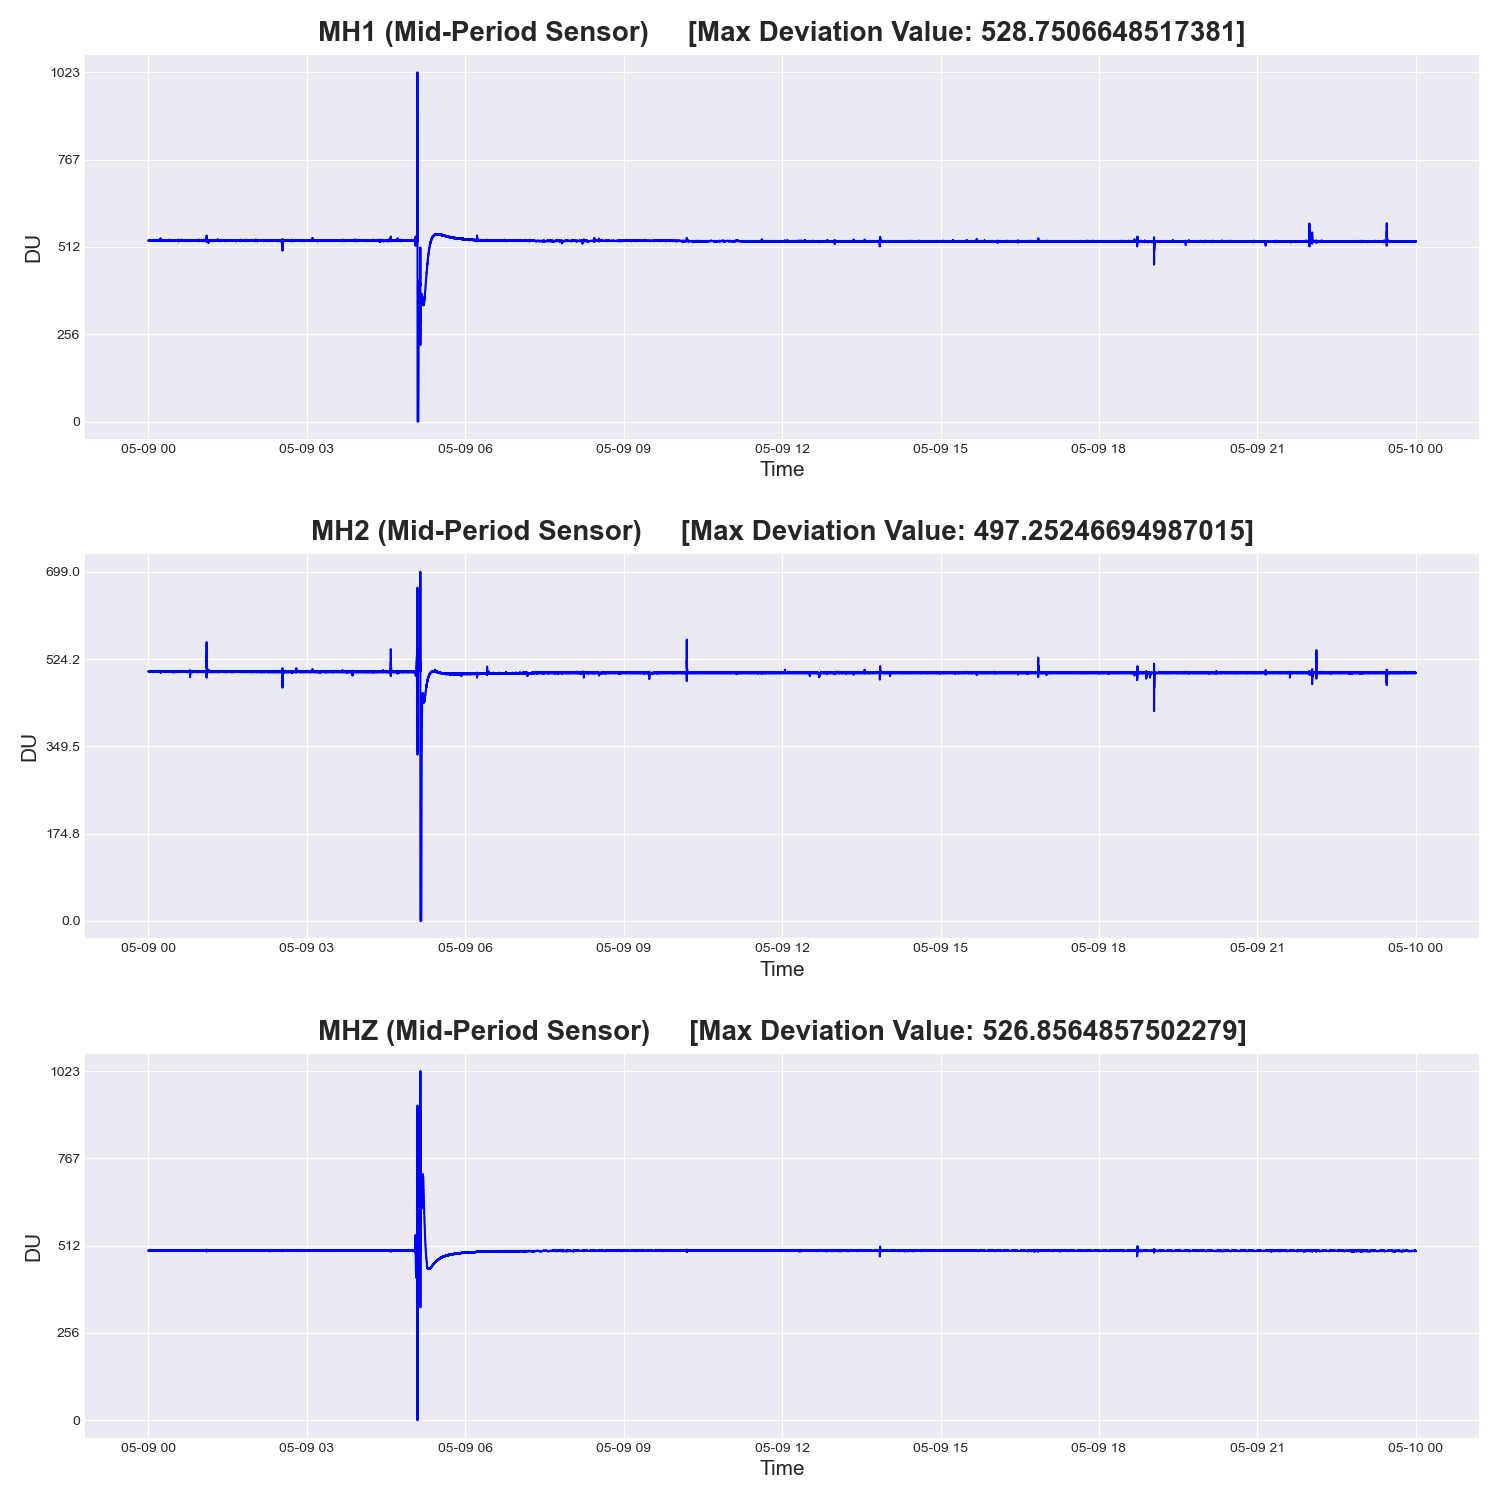 MH1 (Mid-Period Sensor)     [Max Deviation Value: 528.7506648517381]
1023
767
512
256
0
DU
05-09 00 05-09 03 05-09 06 05-09 09 05-09 12 05-09 15 05-09 18 05-09 21 05-10 00
Time
MH2 (Mid-Period Sensor)     [Max Deviation Value: 497.25246694987015]
699.0
524.2
349.5
174.8
0.0
DU
05-09 00 05-09 03 05-09 06 05-09 09 05-09 12 05-09 15 05-09 18 05-09 21 05-10 00
Time
MHZ (Mid-Period Sensor)     [Max Deviation Value: 526.8564857502279]
1023
767
512
256
0
DU
05-09 00 05-09 03 05-09 06 05-09 09 05-09 12 05-09 15 05-09 18 05-09 21 05-10 00
Time